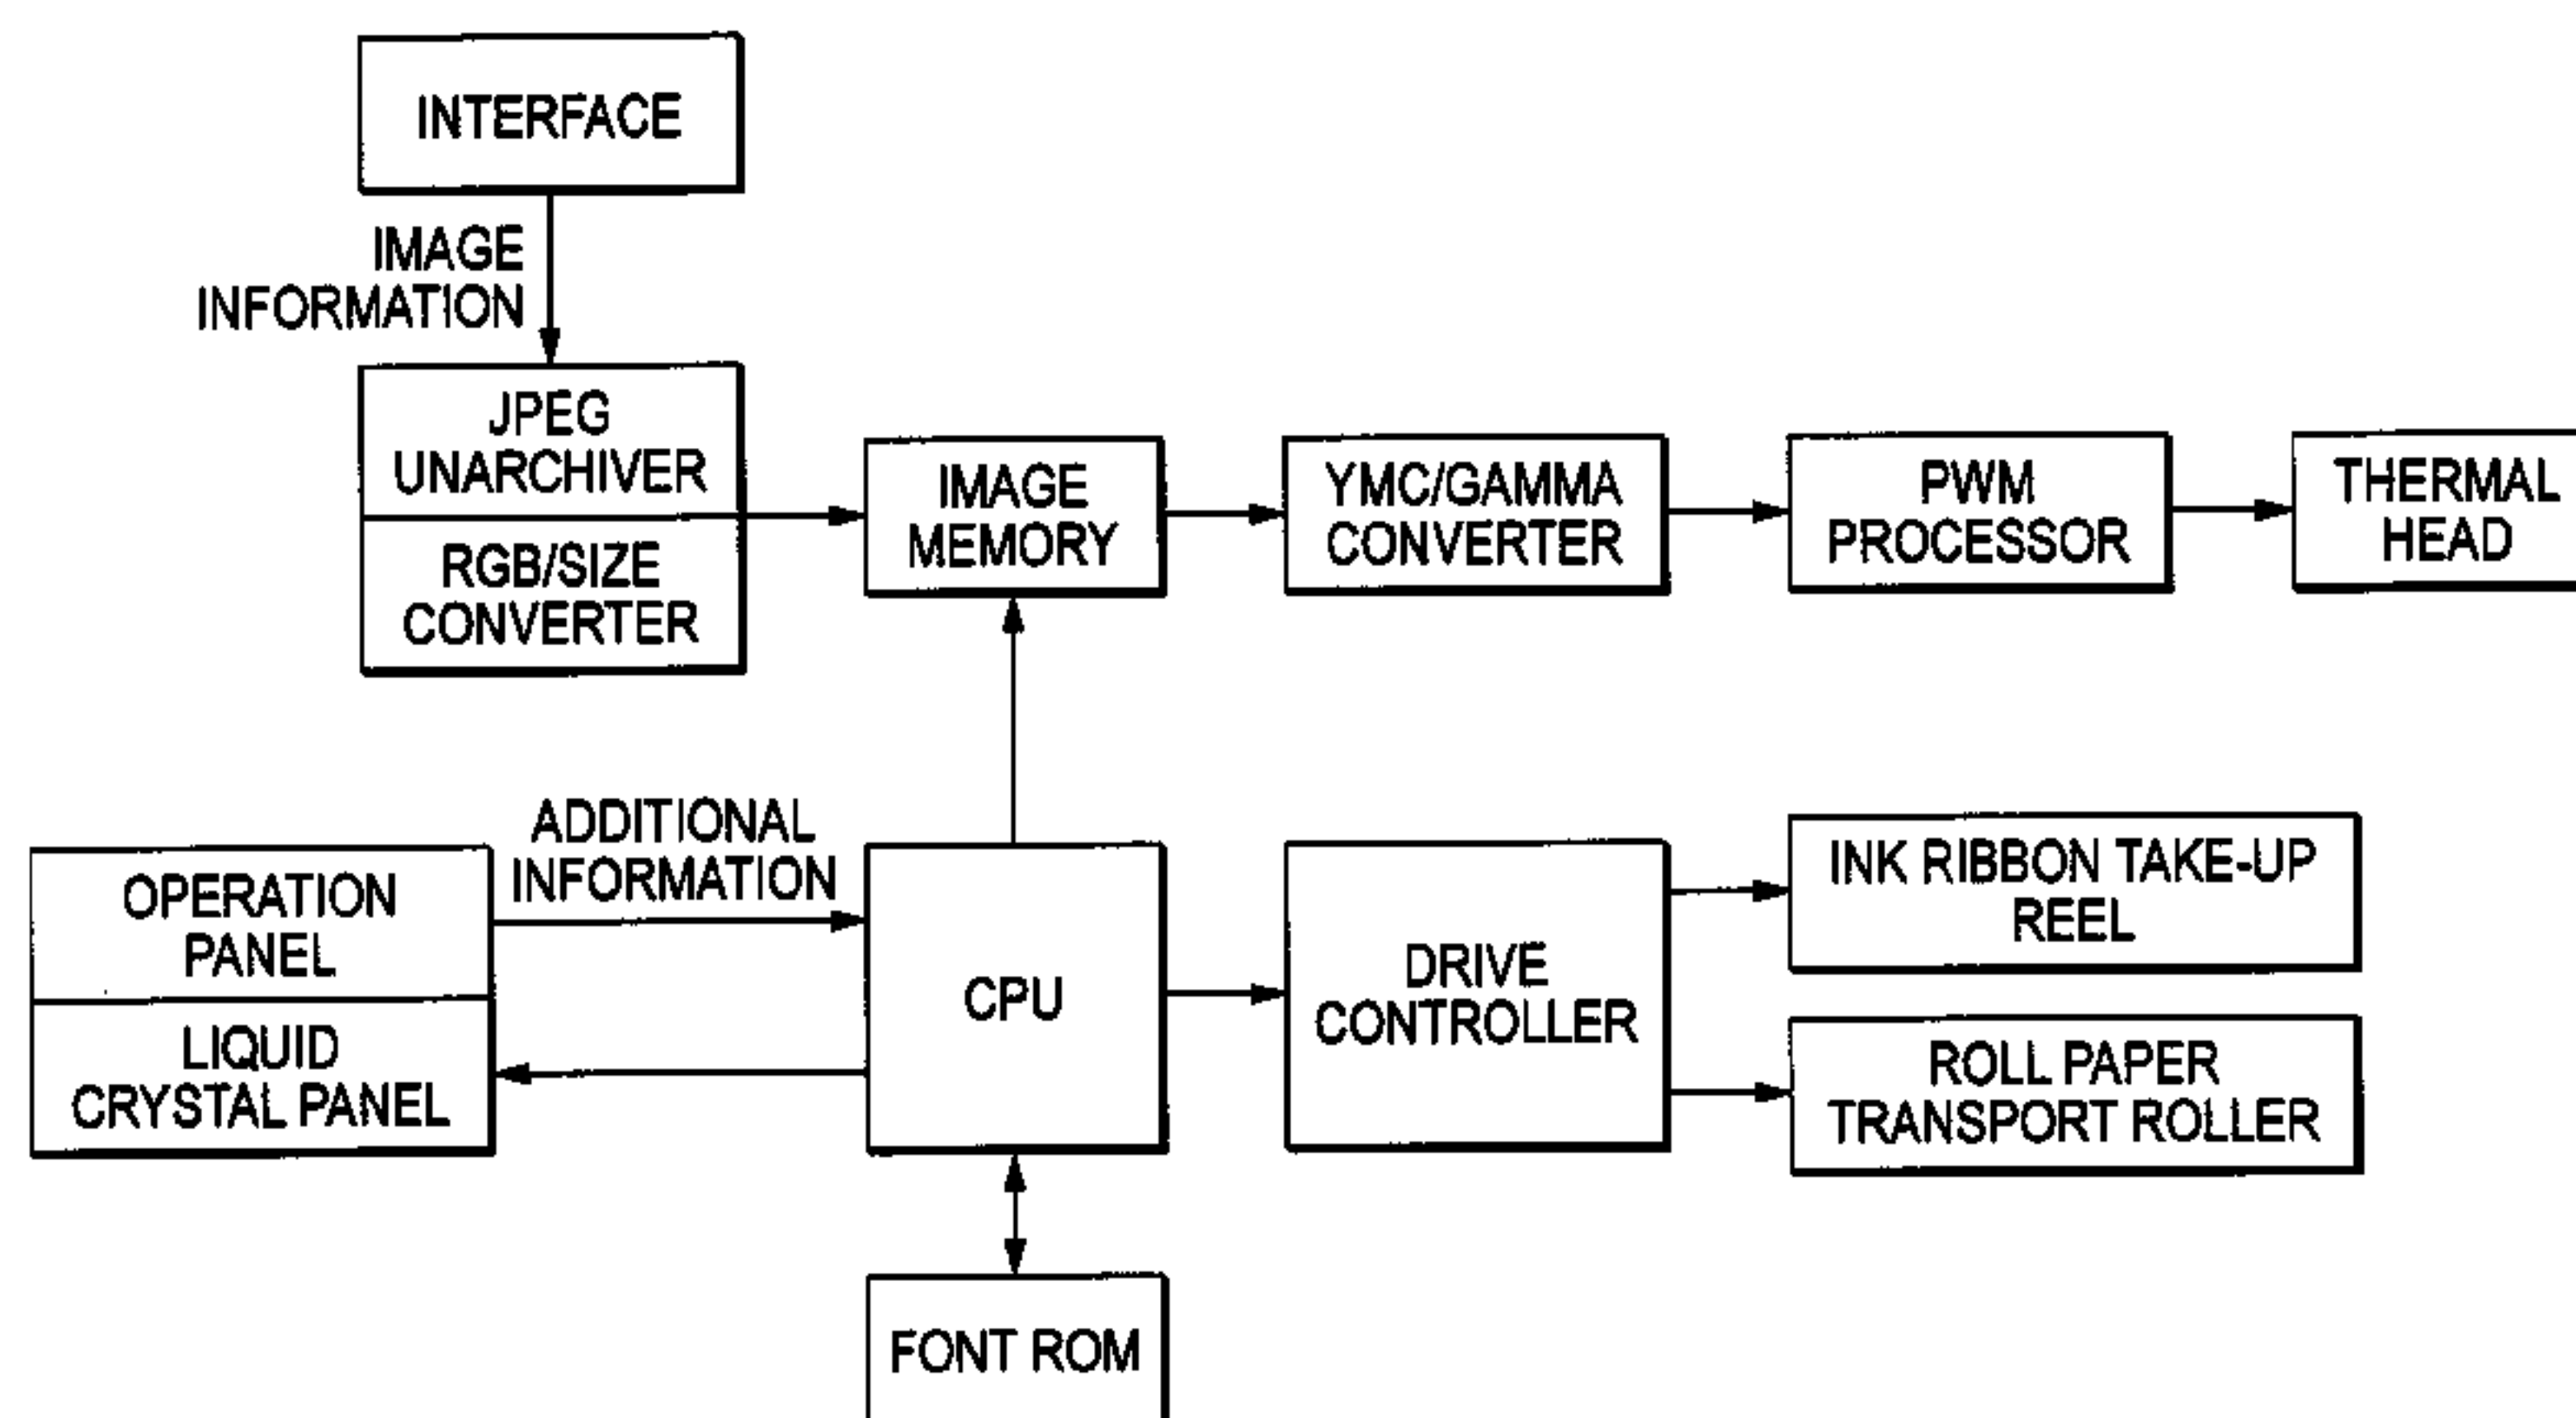 INTERFACE
IMAGE
INFORMATION
JPEG
UNARCHIVER
RGB/SIZE
CONVERTER
IMAGE
MEMORY
YMC/GAMMA
CONVERTER
PWM
PROCESSOR
THERMAL
HEAD
OPERATION
PANEL
LIQUID
CRYSTAL PANEL
ADDITIONAL
INFORMATION
CPU
DRIVE
CONTROLLER
INK RIBBON TAKE-UP
REEL
ROLL PAPER
TRANSPORT ROLLER
FONT ROM